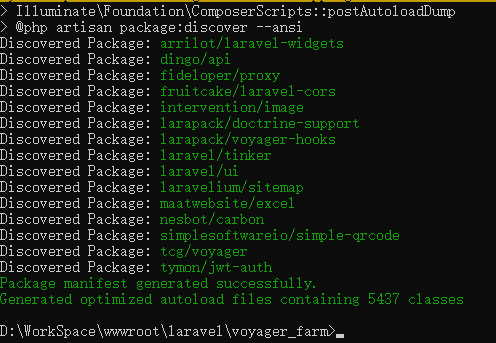 > Illuminate\Foundation\ComposerScripts::postAutoloadDump
> @php artisan package:discover --ansi
Discovered Package: arrilot/laravel-widgets
Discovered Package: dingo/api
Discovered Package: fideloper/proxy
Discovered Package: fruitcake/laravel-cors
Discovered Package: intervention/image
Discovered Package: larapack/doctrine-support
Discovered Package: larapack/voyager-hooks
Discovered Package: laravel/tinker
Discovered Package: laravel/ui
Discovered Package: laravelium/sitemap
Discovered Package: maatwebsite/excel
Discovered Package: nesbot/carbon
Discovered Package: simplesoftwareio/simple-qrcode
Discovered Package: tcg/voyager
Discovered Package: tymon/jwt-auth
Package manifest generated successfully.
Generated optimized autoload files containing 5437 classes
D:\WorkSpace\wwwroot\laravel\voyager_farm>